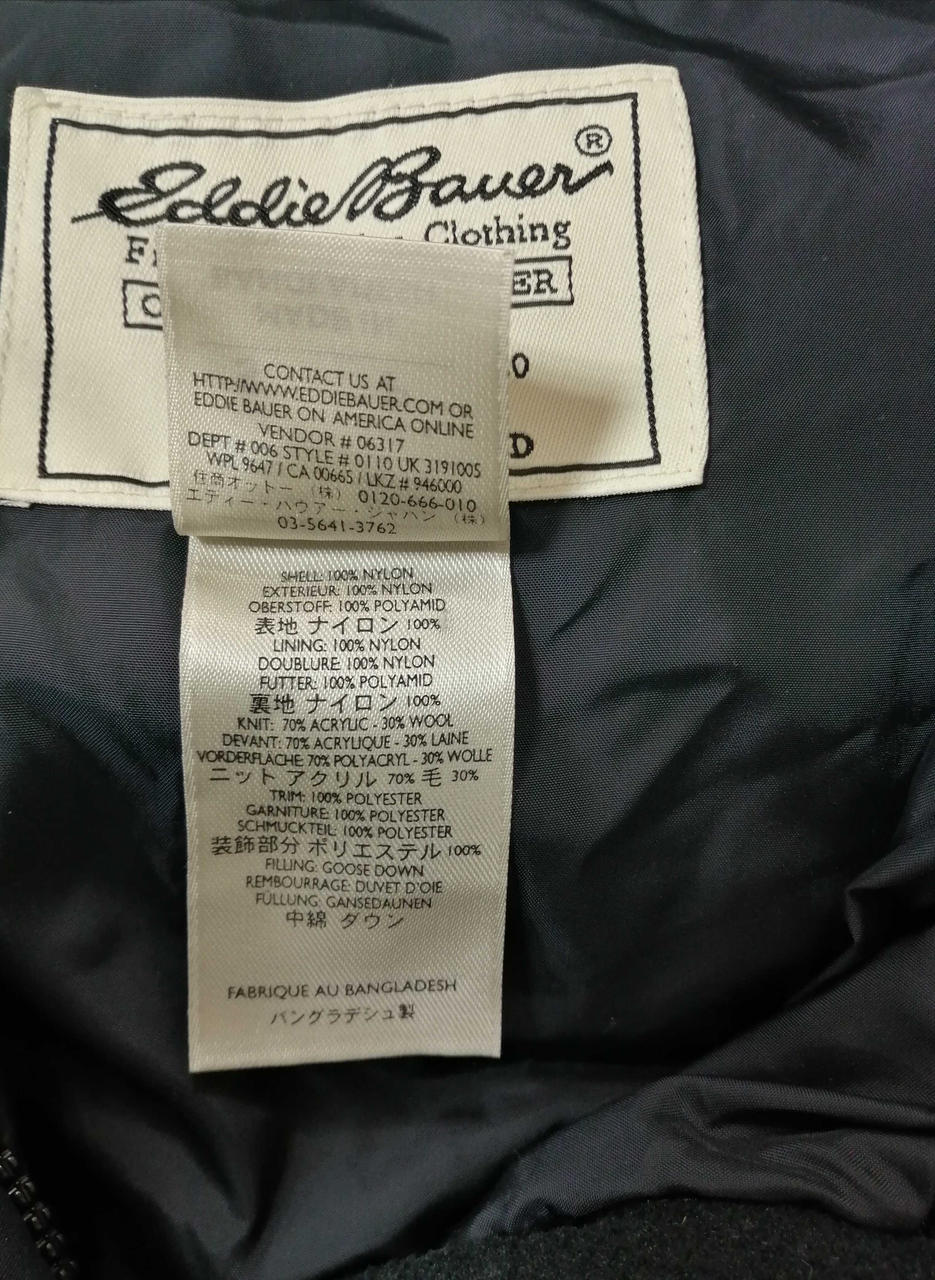 Eddie Bauer®
Clothing
CONTACT US AT
HTTP://WWW.EDDIEBAUER.COM OR
EDDIE BAUER ON AMERICA ONLINE
VENDOR # 06317
DEPT # 006 STYLE # 0110 UK 319100S
WPL 9647 / CA 00665 / LKZ # 946000
住商オットー (株) 0120-666-010
エディー・バウアー・ジャパン (株)
03-5641-3762
SHELL: 100% NYLON
EXTERIEUR: 100% NYLON
OBERSTOFF: 100% POLYAMID
表地 ナイロン 100%
LINING: 100% NYLON
DOUBLURE: 100% NYLON
FUTTER: 100% POLYAMID
裏地 ナイロン 100%
KNIT: 70% ACRYLIC - 30% WOOL
DEVANT: 70% ACRYLIQUE - 30% LAINE
VORDERFLACHE: 70% POLYACRYL - 30% WOLLE
ニット アクリル 70% 毛 30%
TRIM: 100% POLYESTER
GARNITURE: 100% POLYESTER
SCHMUCKTEIL: 100% POLYESTER
装飾部分 ポリエステル 100%
FILLING: GOOSE DOWN
REMBOURRAGE: DUVET D'OIE
FÜLLUNG: GANSEDAUNEN
中綿 ダウン
FABRIQUE AU BANGLADESH
バングラデシュ製